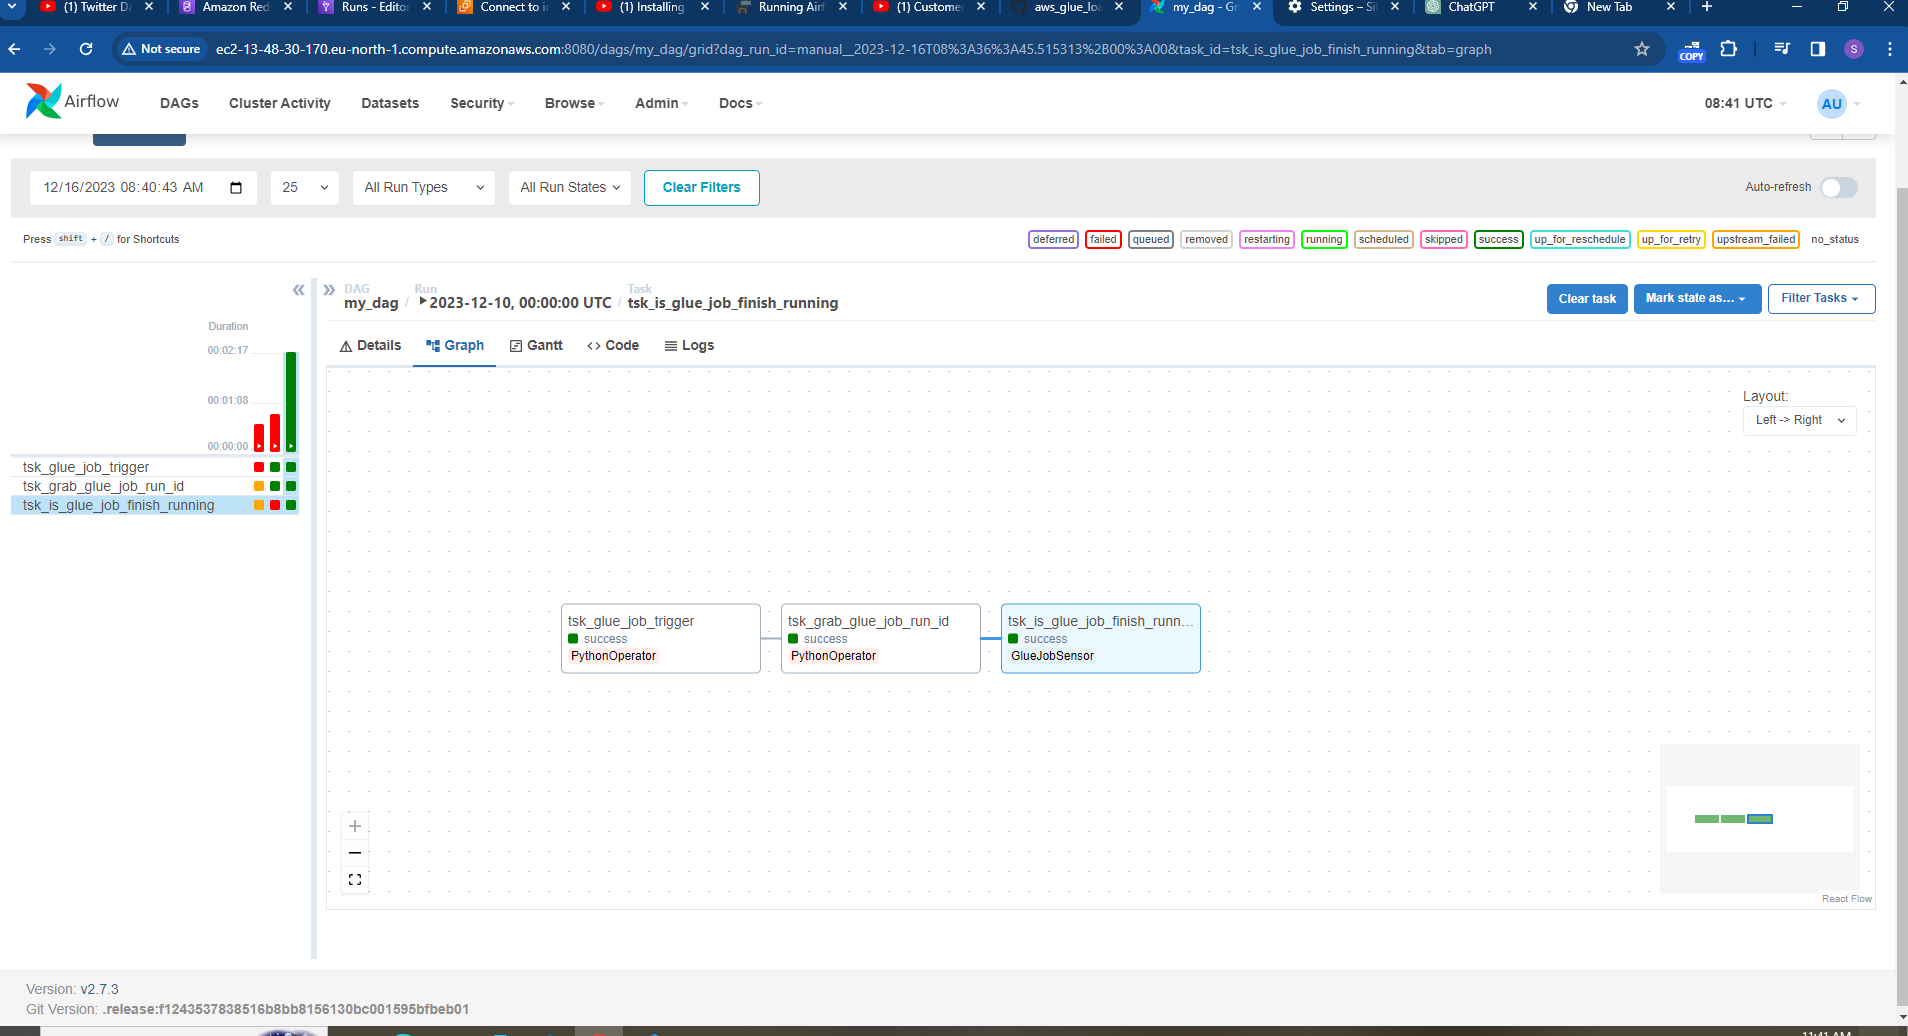 (1) Twitter Da
Amazon Reds
Runs - Editor
Connect to in
(1) Installing
Running Airf
(1) Customer
aws_glue_loa
my_dag - Gri
Settings – Sit
ChatGPT
New Tab
Not secure
ec2-13-48-30-170.eu-north-1.compute.amazonaws.com:8080/dags/my_dag/grid?dag_run_id=manual__2023-12-16T08%3A36%3A45.515313%2B00%3A00&task_id=tsk_is_glue_job_finish_running&tab=graph
COPY
S
Airflow
DAGs
Cluster Activity
Datasets
Security
Browse
Admin
Docs
08:41 UTC
AU
12/16/2023 08:40:43 AM
25
All Run Types
All Run States
Clear Filters
Auto-refresh
Press shift + / for Shortcuts
deferred
failed
queued
removed
restarting
running
scheduled
skipped
success
up_for_reschedule
up_for_retry
upstream_failed
no_status
Duration
00:02:17
00:01:08
00:00:00
tsk_glue_job_trigger
tsk_grab_glue_job_run_id
tsk_is_glue_job_finish_running
DAG
my_dag
/
Run
2023-12-10, 00:00:00 UTC
/
Task
tsk_is_glue_job_finish_running
Clear task
Mark state as...
Filter Tasks
Details
Graph
Gantt
Code
Logs
Layout:
Left -> Right
tsk_glue_job_trigger
success
PythonOperator
tsk_grab_glue_job_run_id
success
PythonOperator
tsk_is_glue_job_finish_runn...
success
GlueJobSensor
React Flow
Version: v2.7.3
Git Version: .release:f1243537838516b8bb8156130bc001595bfbeb01
11:41 AM